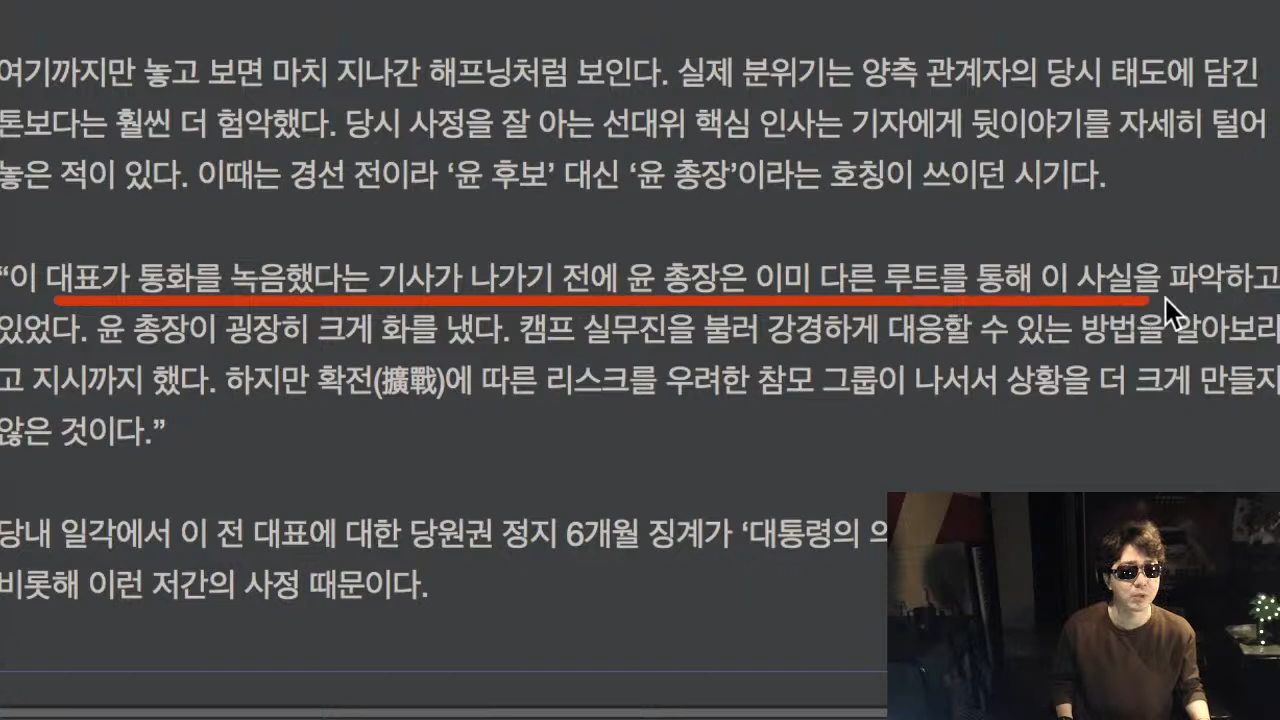 여기까지만 놓고 보면 마치 지나간 해프닝처럼 보인다. 실제 분위기는 양측 관계자의 당시 태도에 담긴
톤보다는 훨씬 더 험악했다. 당시 사정을 잘 아는 선대위 핵심 인사는 기자에게 뒷이야기를 자세히 털어
놓은 적이 있다. 이때는 경선 전이라 ‘윤 후보’ 대신 ‘윤 총장’이라는 호칭이 쓰이던 시기다.
“이 대표가 통화를 녹음했다는 기사가 나가기 전에 윤 총장은 이미 다른 루트를 통해 이 사실을 파악하고
있었다. 윤 총장이 굉장히 크게 화를 냈다. 캠프 실무진을 불러 강경하게 대응할 수 있는 방법을 알아보라
고 지시까지 했다. 하지만 확전(擴戰)에 따른 리스크를 우려한 참모 그룹이 나서서 상황을 더 크게 만들지
않은 것이다.”
당내 일각에서 이 전 대표에 대한 당원권 정지 6개월 징계가 ‘대통령의
비롯해 이런 저간의 사정 때문이다.